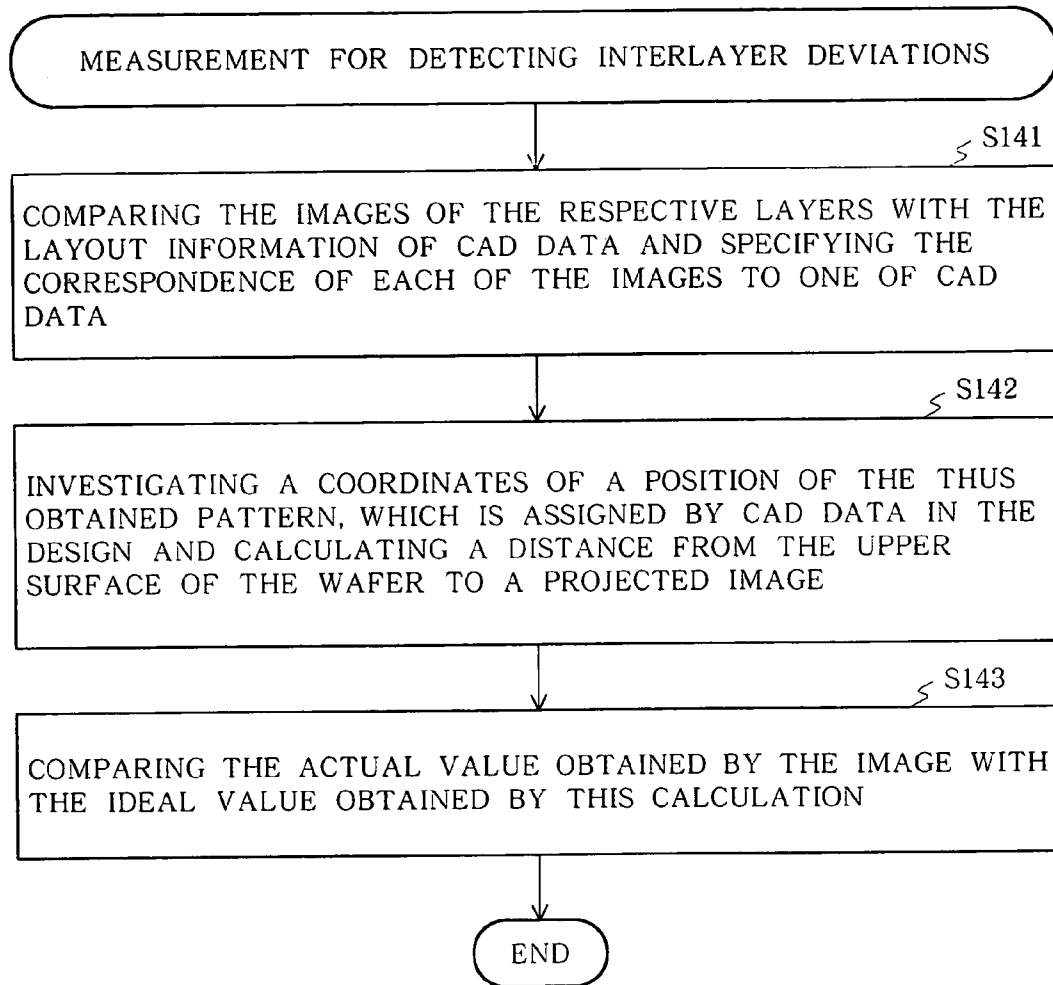 MEASUREMENT FOR DETECTING INTERLAYER DEVIATIONS
S141
COMPARING THE IMAGES OF THE RESPECTIVE LAYERS WITH THE
LAYOUT INFORMATION OF CAD DATA AND SPECIFYING THE
CORRESPONDENCE OF EACH OF THE IMAGES TO ONE OF CAD
DATA
S142
INVESTIGATING A COORDINATES OF A POSITION OF THE THUS
OBTAINED PATTERN, WHICH IS ASSIGNED BY CAD DATA IN THE
DESIGN AND CALCULATING A DISTANCE FROM THE UPPER
SURFACE OF THE WAFER TO A PROJECTED IMAGE
S143
COMPARING THE ACTUAL VALUE OBTAINED BY THE IMAGE WITH
THE IDEAL VALUE OBTAINED BY THIS CALCULATION
END